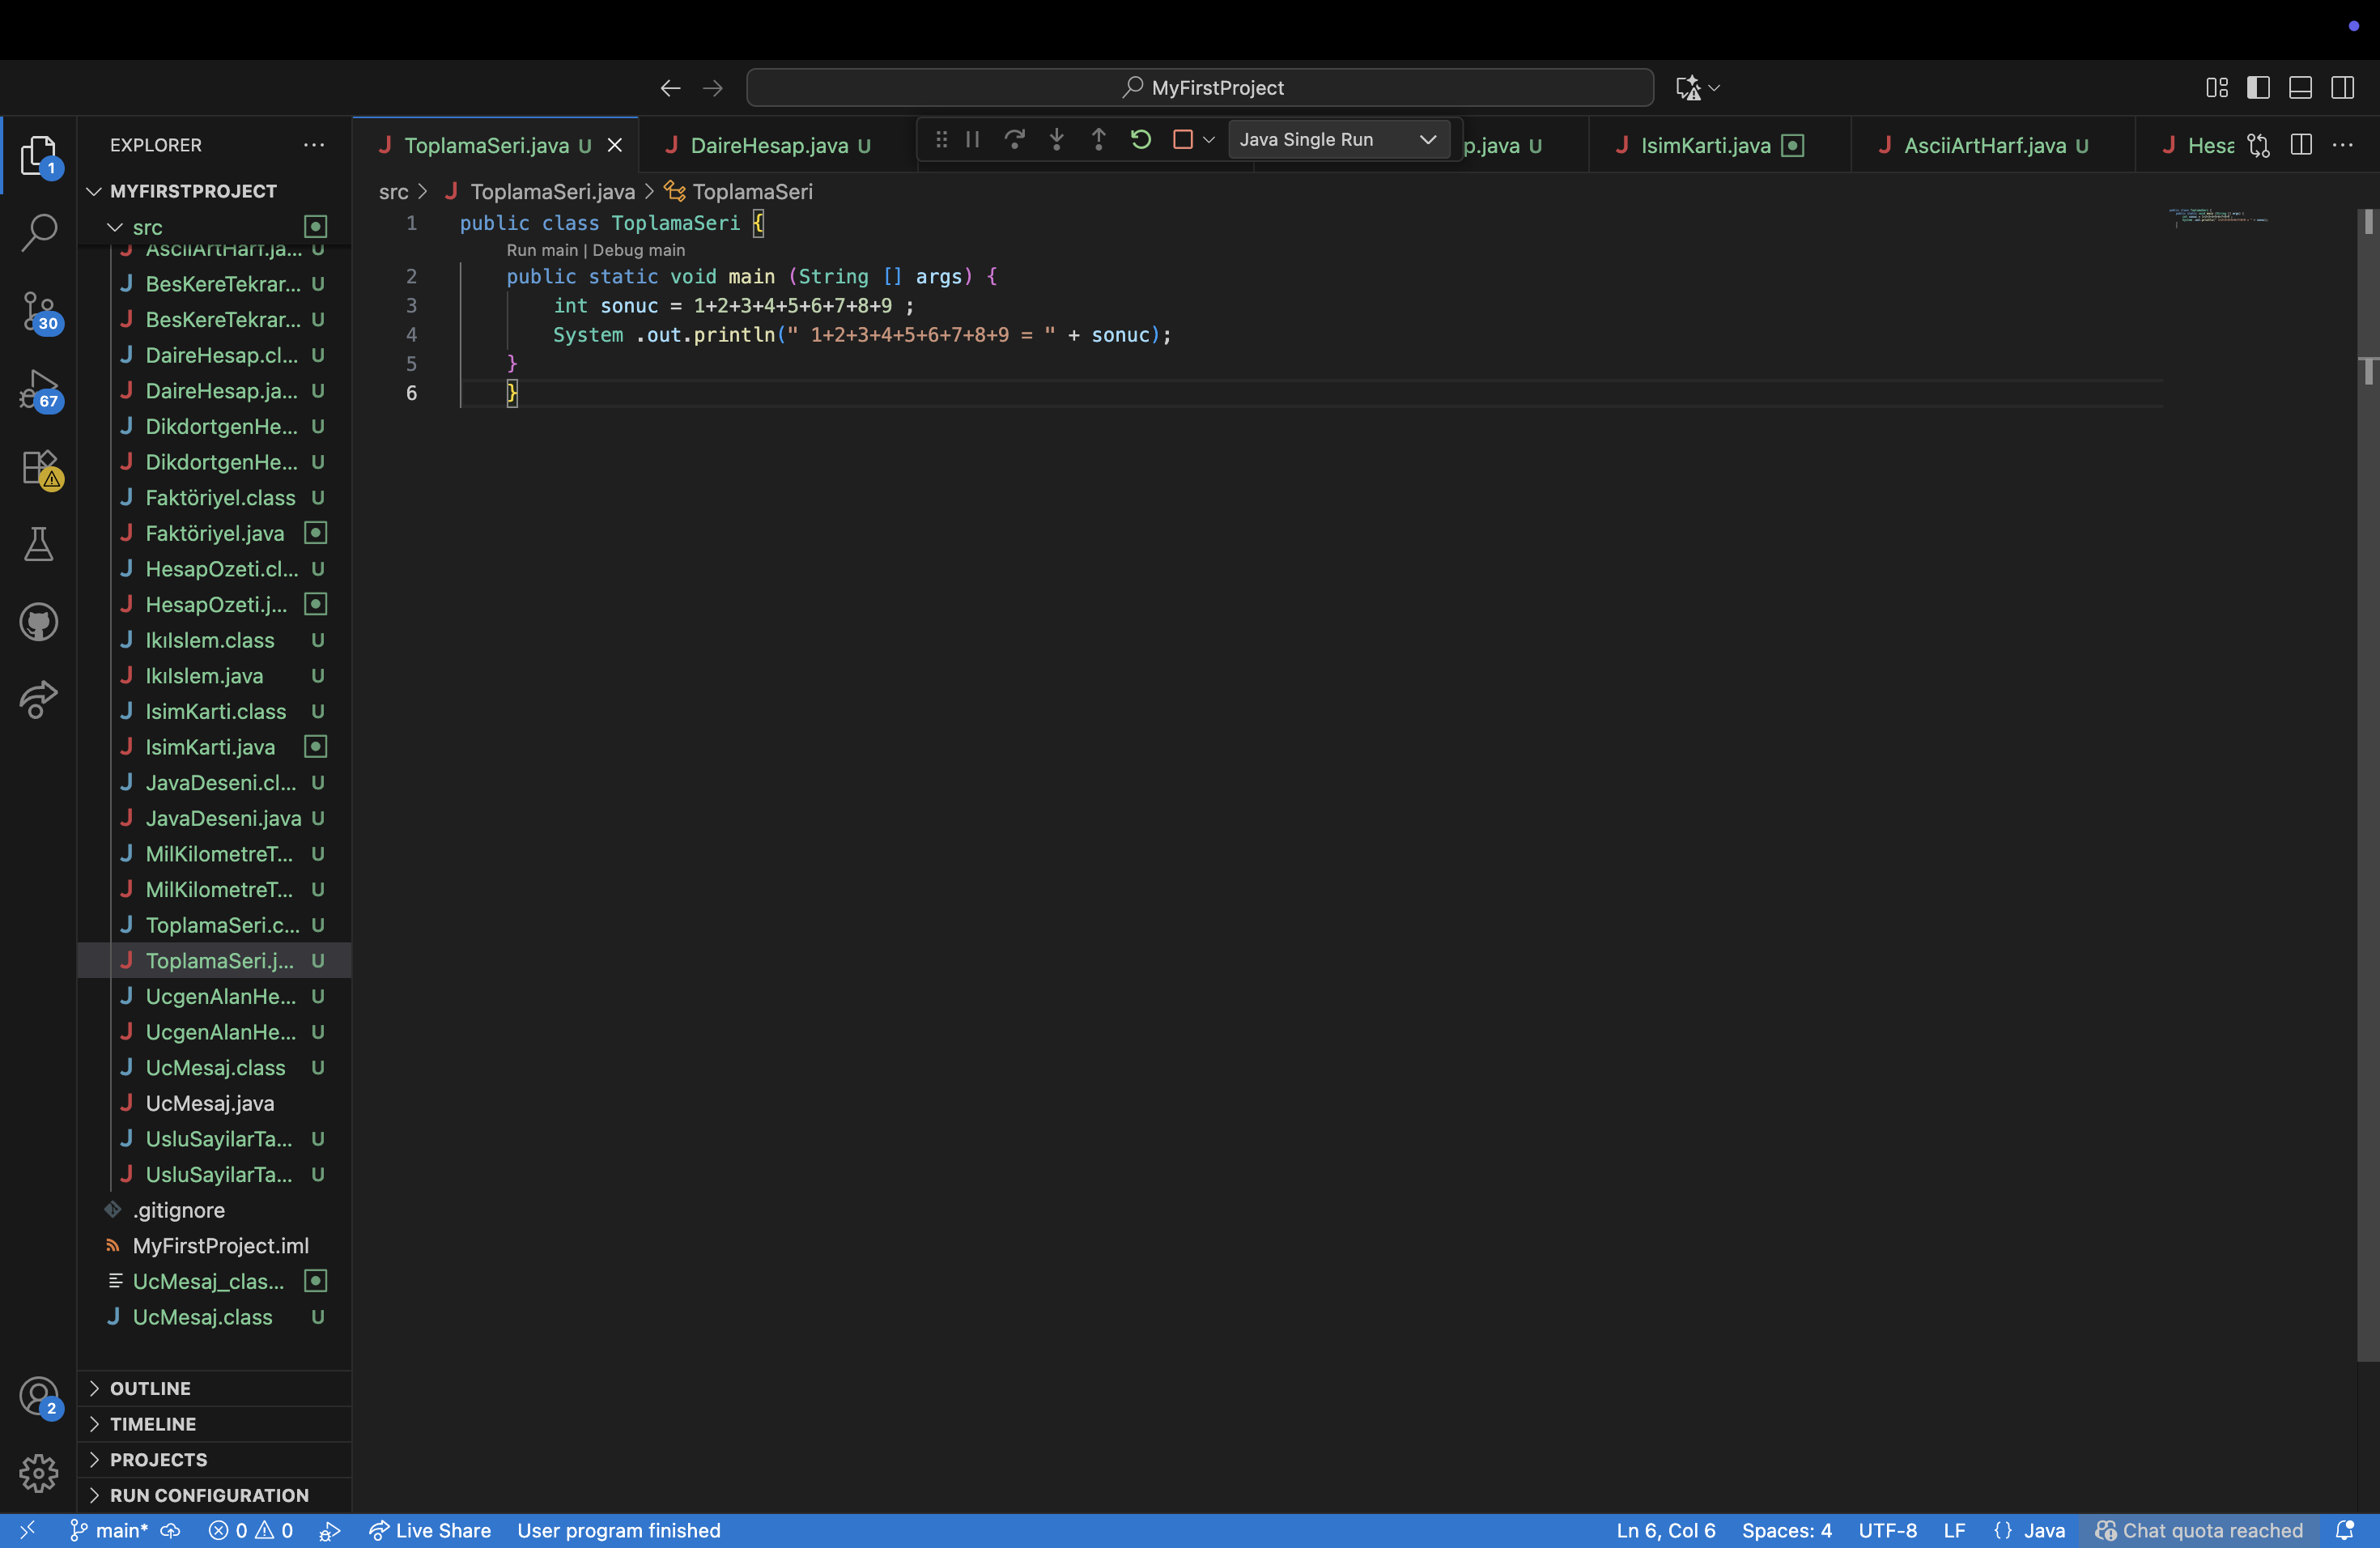 MyFirstProject
EXPLORER
ToplamaSeri.java U
DaireHesap.java U
Java Single Run
p.java U
IsimKarti.java
AsciiArtHarf.java U
Hesa
MYFIRSTPROJECT
src
src > ToplamaSeri.java > ToplamaSeri
AsciiArtHarf.ja... U
BesKereTekrar... U
BesKereTekrar... U
DaireHesap.cl... U
DaireHesap.ja... U
DikdortgenHe... U
DikdortgenHe... U
Faktöriyel.class U
Faktöriyel.java
HesapOzeti.cl... U
HesapOzeti.j...
IkıIslem.class U
IkıIslem.java U
IsimKarti.class U
IsimKarti.java
JavaDeseni.cl... U
JavaDeseni.java U
MilKilometreT... U
MilKilometreT... U
ToplamaSeri.c... U
ToplamaSeri.j... U
UcgenAlanHe... U
UcgenAlanHe... U
UcMesaj.class U
UcMesaj.java
UsluSayilarTa... U
UsluSayilarTa... U
.gitignore
MyFirstProject.iml
UcMesaj_clas...
UcMesaj.class U
OUTLINE
TIMELINE
PROJECTS
RUN CONFIGURATION
1
30
67
2
1 public class ToplamaSeri {
Run main | Debug main
2 public static void main (String [] args) {
3 int sonuc = 1+2+3+4+5+6+7+8+9 ;
4 System .out.println(" 1+2+3+4+5+6+7+8+9 = " + sonuc);
5 }
6 }
main* 0 0 Live Share User program finished
Ln 6, Col 6 Spaces: 4 UTF-8 LF {} Java Chat quota reached